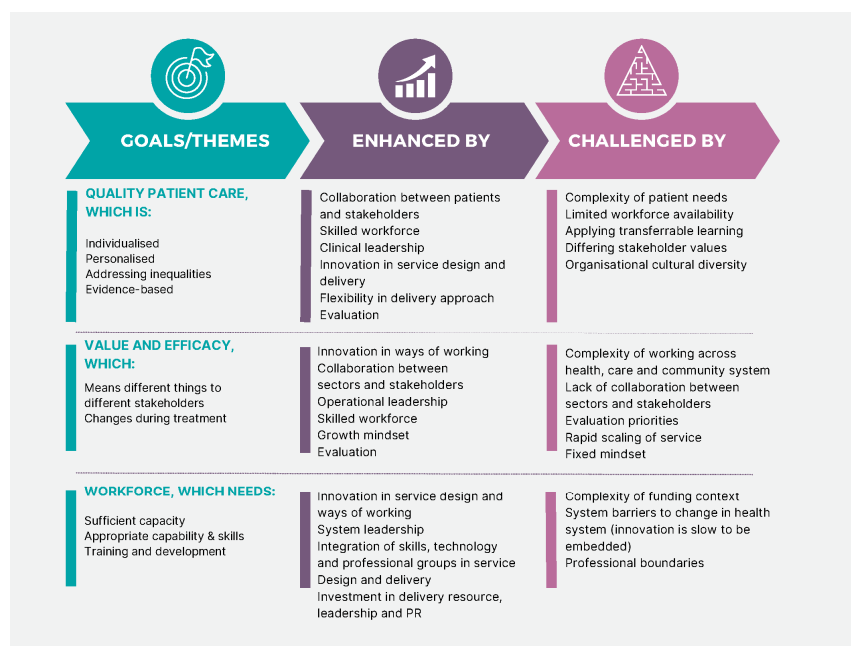 GOALS/THEMES
ENHANCED BY
CHALLENGED BY
QUALITY PATIENT CARE,
WHICH IS:
Individualised
Personalised
Addressing inequalities
Evidence-based
Collaboration between patients
and stakeholders
Skilled workforce
Clinical leadership
Innovation in service design and
delivery
Flexibility in delivery approach
Evaluation
Complexity of patient needs
Limited workforce availability
Applying transferrable learning
Differing stakeholder values
Organisational cultural diversity
VALUE AND EFFICACY,
WHICH:
Means different things to
different stakeholders
Changes during treatment
Innovation in ways of working
Collaboration between
sectors and stakeholders
Operational leadership
Skilled workforce
Growth mindset
Evaluation
Complexity of working across
health, care and community system
Lack of collaboration between
sectors and stakeholders
Evaluation priorities
Rapid scaling of service
Fixed mindset
WORKFORCE, WHICH NEEDS:
Sufficient capacity
Appropriate capability & skills
Training and development
Innovation in service design and
ways of working
System leadership
Integration of skills, technology
and professional groups in service
Design and delivery
Investment in delivery resource,
leadership and PR
Complexity of funding context
System barriers to change in health
system (innovation is slow to be
embedded)
Professional boundaries